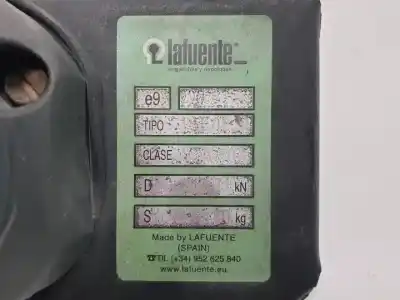 lafuente
e9
TIPO
CLASE
D kN
S kg
Made by LAFUENTE
(SPAIN)
TEL (+34) 952 625 840
www.lafuente.eu